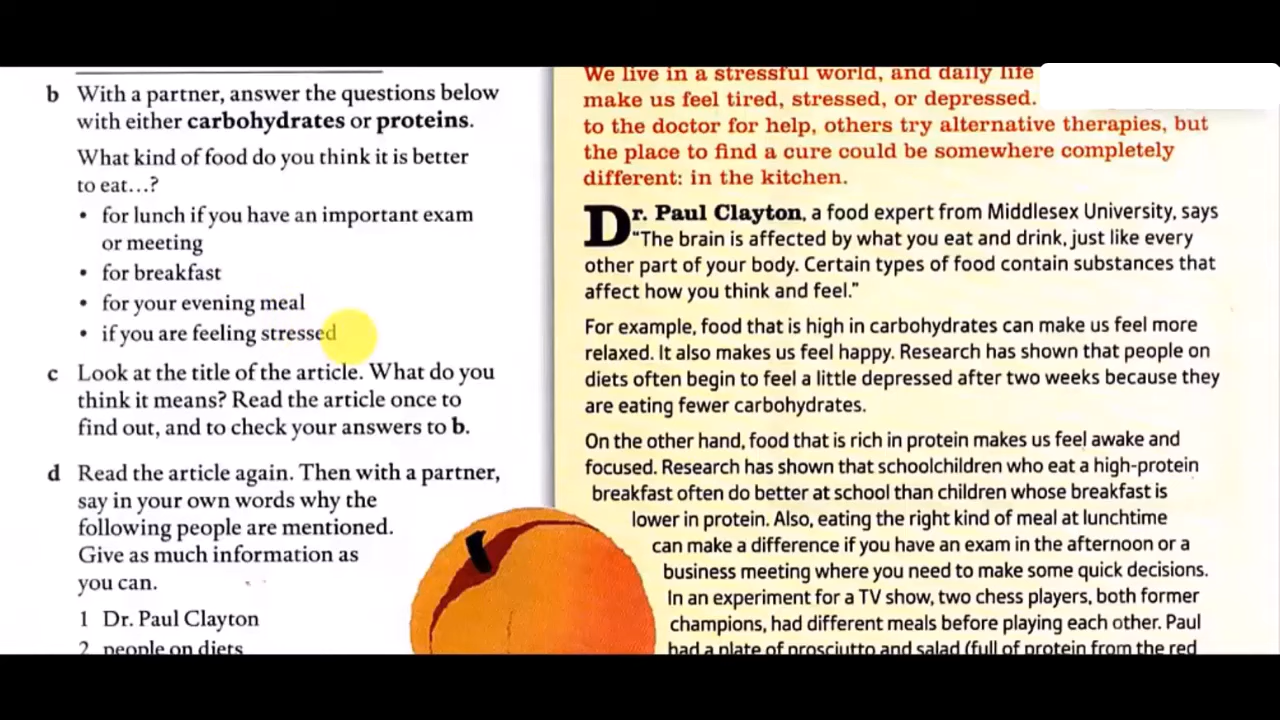 b With a partner, answer the questions below
with either carbohydrates or proteins.
What kind of food do you think it is better
to eat…?
• for lunch if you have an important exam
or meeting
• for breakfast
• for your evening meal
• if you are feeling stressed
c Look at the title of the article. What do you
think it means? Read the article once to
find out, and to check your answers to b.
d Read the article again. Then with a partner,
say in your own words why the
following people are mentioned.
Give as much information as
you can.
1 Dr. Paul Clayton
2 people on diets
We live in a stressful world, and daily life
make us feel tired, stressed, or depressed.
to the doctor for help, others try alternative therapies, but
the place to find a cure could be somewhere completely
different: in the kitchen.
Dr. Paul Clayton, a food expert from Middlesex University, says
"The brain is affected by what you eat and drink, just like every
other part of your body. Certain types of food contain substances that
affect how you think and feel."
For example, food that is high in carbohydrates can make us feel more
relaxed. It also makes us feel happy. Research has shown that people on
diets often begin to feel a little depressed after two weeks because they
are eating fewer carbohydrates.
On the other hand, food that is rich in protein makes us feel awake and
focused. Research has shown that schoolchildren who eat a high-protein
breakfast often do better at school than children whose breakfast is
lower in protein. Also, eating the right kind of meal at lunchtime
can make a difference if you have an exam in the afternoon or a
business meeting where you need to make some quick decisions.
In an experiment for a TV show, two chess players, both former
champions, had different meals before playing each other. Paul
had a plate of prosciutto and salad (full of protein from the red